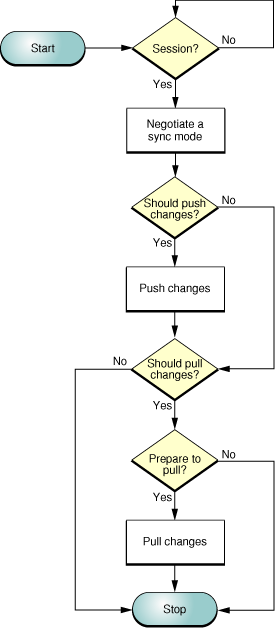 Start
Session?
No
Yes
Negotiate a
sync mode
Should push
changes?
No
Yes
Push changes
Should pull
changes?
No
Yes
Prepare to
pull?
No
Yes
Pull changes
Stop